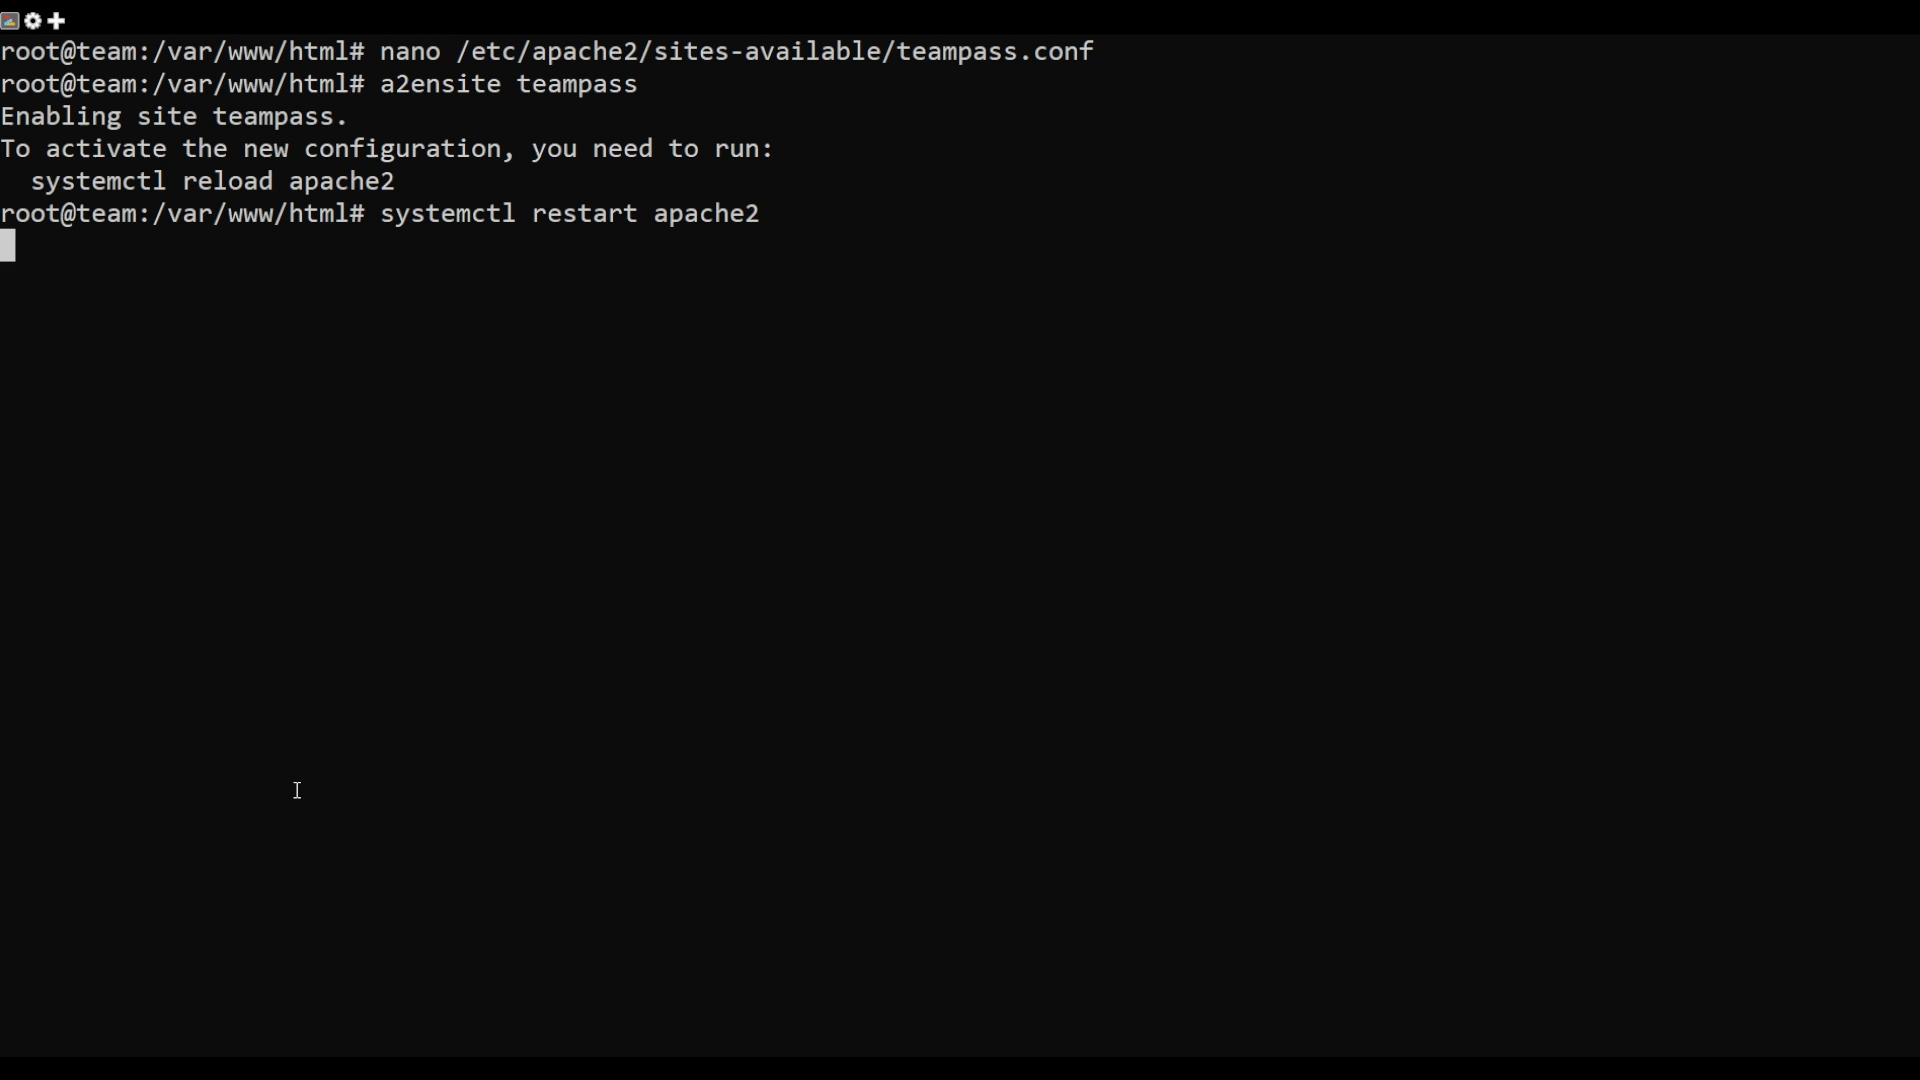 root@team:/var/www/html# nano /etc/apache2/sites-available/teampass.conf
root@team:/var/www/html# a2ensite teampass
Enabling site teampass.
To activate the new configuration, you need to run:
  systemctl reload apache2
root@team:/var/www/html# systemctl restart apache2